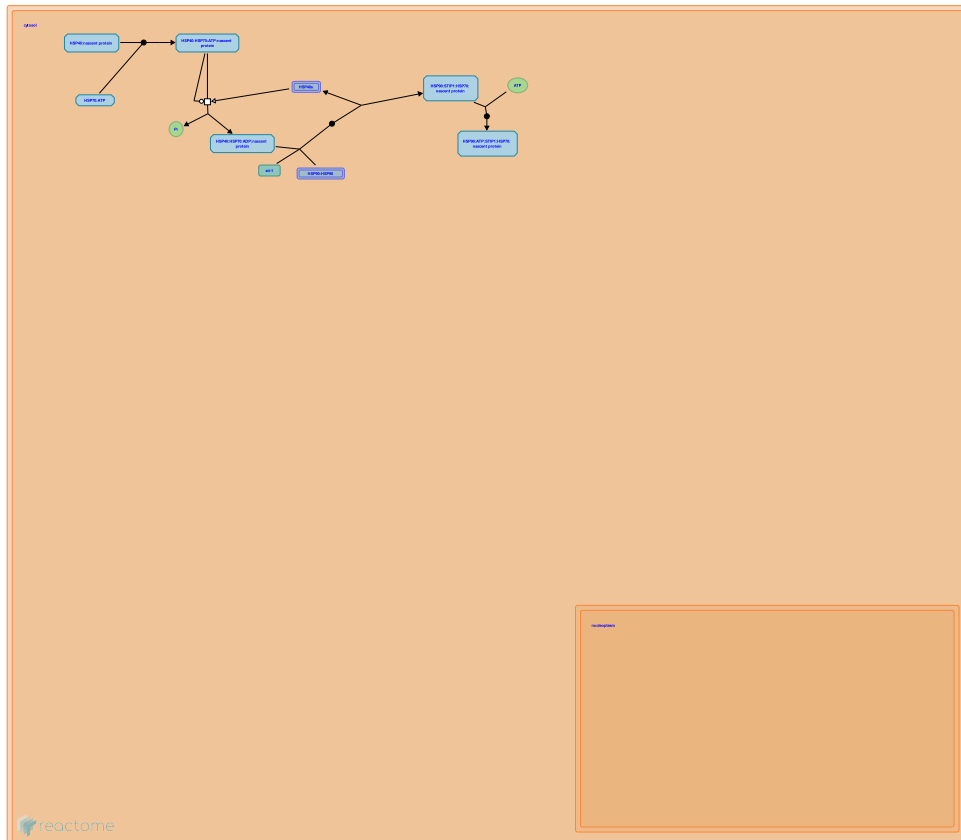 cytosol
HSP40:nascent protein
HSP40:HSP70:ATP:nascent
protein
HSP70:ATP
HSP40s
HSP90:STIP1:HSP70:
nascent protein
ATP
Pi
HSP40:HSP70:ADP:nascent
protein
HSP90:ATP:STIP1:HSP70:
nascent protein
HSP90:HSP90
nucleoplasm
reactome